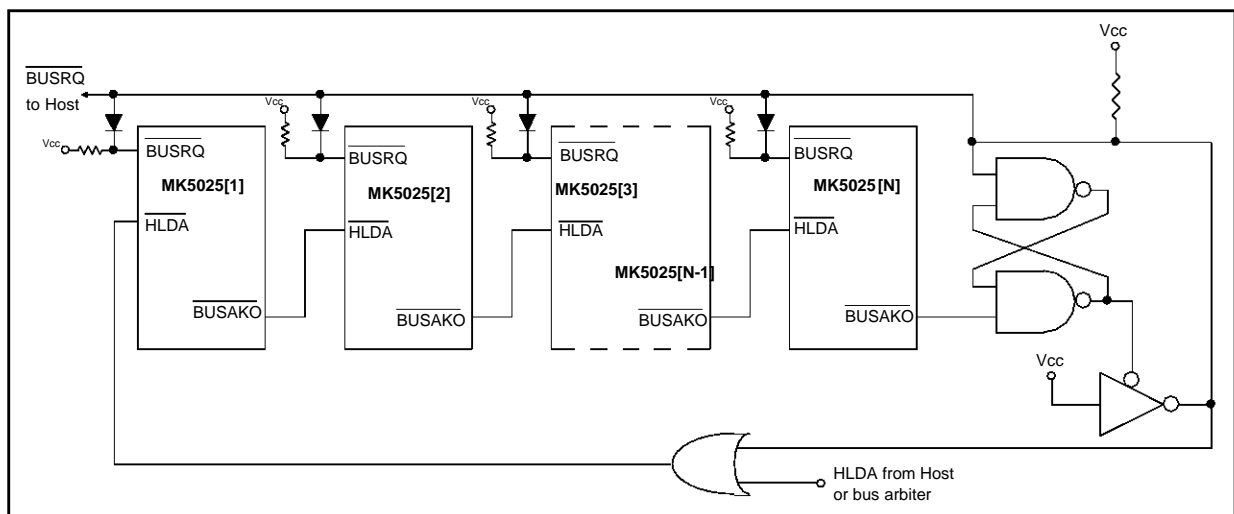 Vcc
BUSRQ
to Host
Vcc
Vcc
Vcc
Vcc
BUSRQ
BUSRQ
BUSRQ
BUSRQ
MK5025[1]
MK5025[2]
MK5025[3]
MK5025[N]
HLDA
HLDA
HLDA
HLDA
MK5025[N-1]
BUSAKO
BUSAKO
BUSAKO
BUSAKO
Vcc
HLDA from Host
or bus arbiter